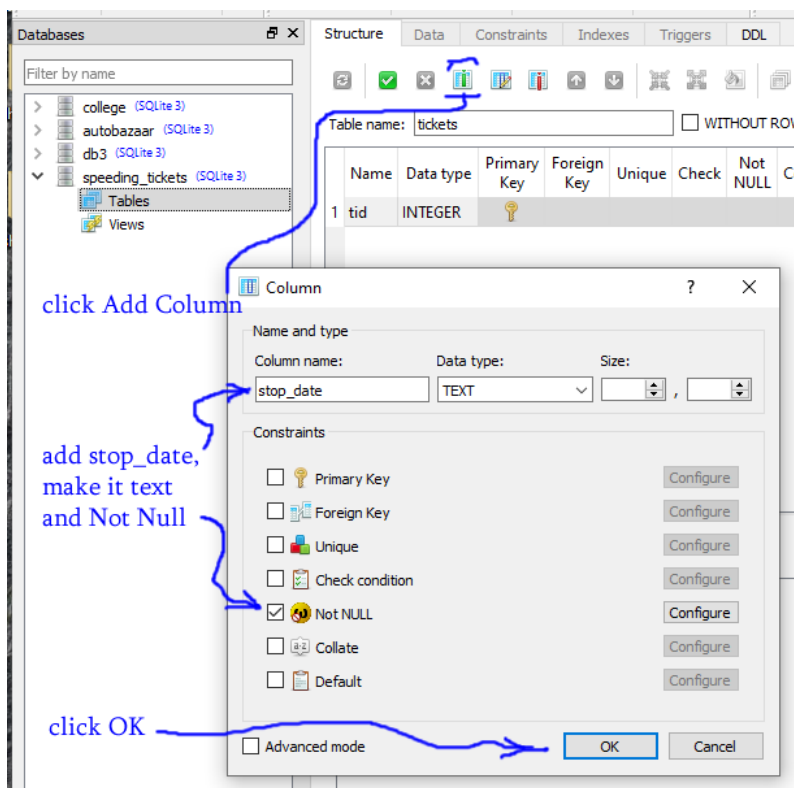 Databases
Structure Data Constraints Indexes Triggers DDL
Filter by name
college (SQLite 3)
autobazaar (SQLite 3)
db3 (SQLite 3)
speeding_tickets (SQLite 3)
Tables
Views
Table name: tickets WITHOUT ROW
Name Data type Primary Key Foreign Key Unique Check Not NULL C
1 tid INTEGER
click Add Column
Column ? X
Name and type
Column name: Data type: Size:
stop_date TEXT ,
Constraints
add stop_date,
make it text
and Not Null
Primary Key Configure
Foreign Key Configure
Unique Configure
Check condition Configure
Not NULL Configure
a·z Collate Configure
Default Configure
click OK
Advanced mode OK Cancel